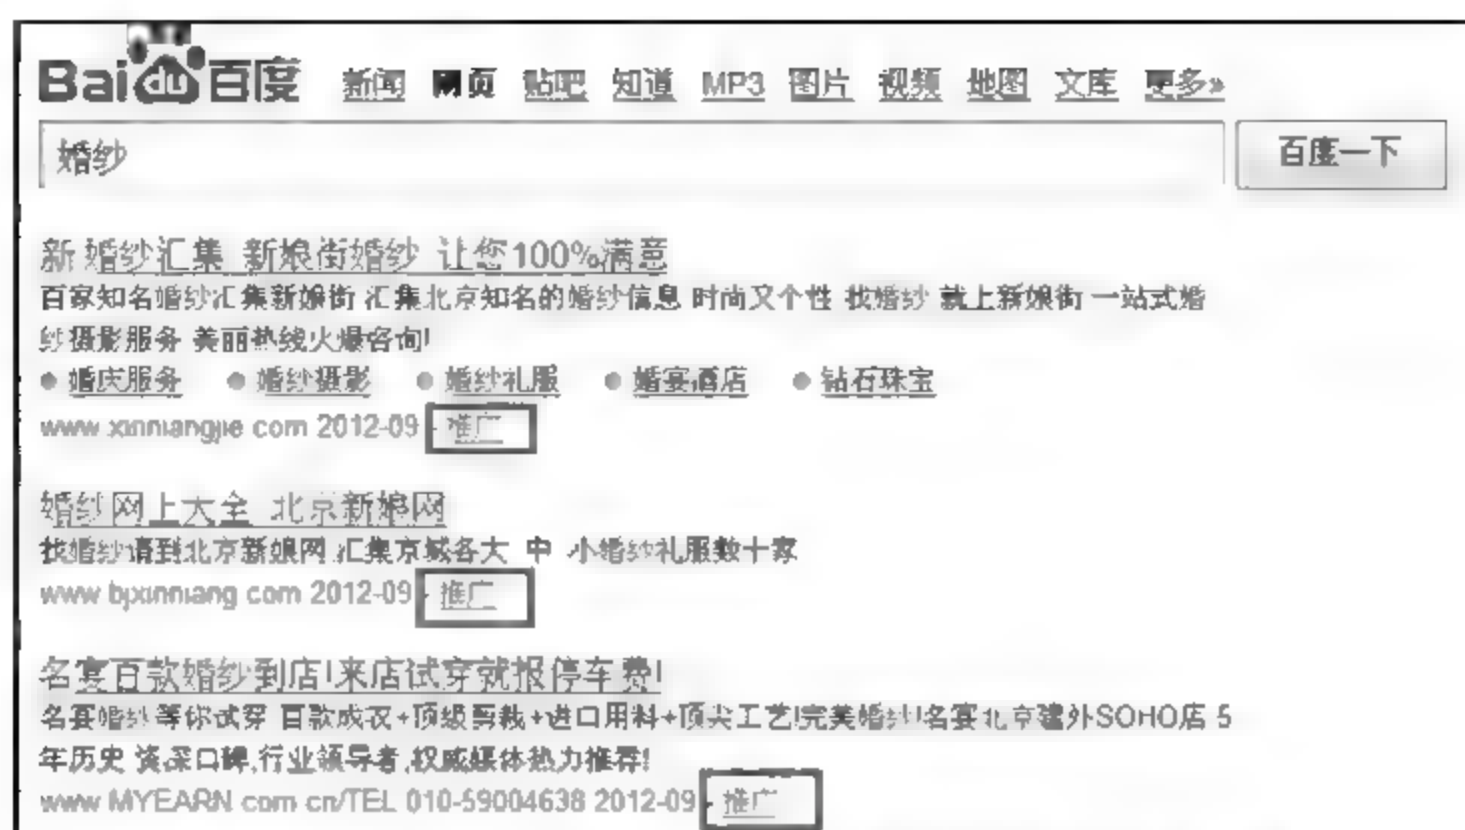 Bai du 百度 新闻 网页 贴吧 知道 MP3 图片 视频 地图 文库 更多»
婚纱 百度一下
新 婚纱汇集 新娘街婚纱 让您100%满意
百家知名婚纱汇集新娘街 汇集北京知名的婚纱信息 时尚又个性 找婚纱 就上新娘街 一站式婚
纱摄影服务 美丽热线火爆咨询!
● 婚庆服务 ● 婚纱摄影 ● 婚纱礼服 ● 婚宴酒店 ● 钻石珠宝
www xinniangjie com 2012-09 - 推广
婚纱网上大全 北京新娘网
找婚纱请到北京新娘网 汇集京城各大 中 小婚纱礼服数十家
www bjxinniang com 2012-09 - 推广
名宴百款婚纱到店!来店试穿就报停车费!
名宴婚纱 等你试穿 百款成衣+顶级剪裁+进口用料+顶尖工艺!完美婚纱!名宴北京建外SOHO店 5
年历史 资深口碑,行业领导者,权威媒体热力推荐!
www MYEARN com cn/TEL 010-59004638 2012-09 - 推广